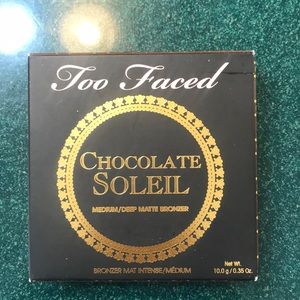 Too Faced
CHOCOLATE
SOLEIL
MEDIUM/DEEP MATTE BRONZER
BRONZER MAT INTENSE/MÉDIUM
Net Wt.
10.0 g / 0.35 Oz.